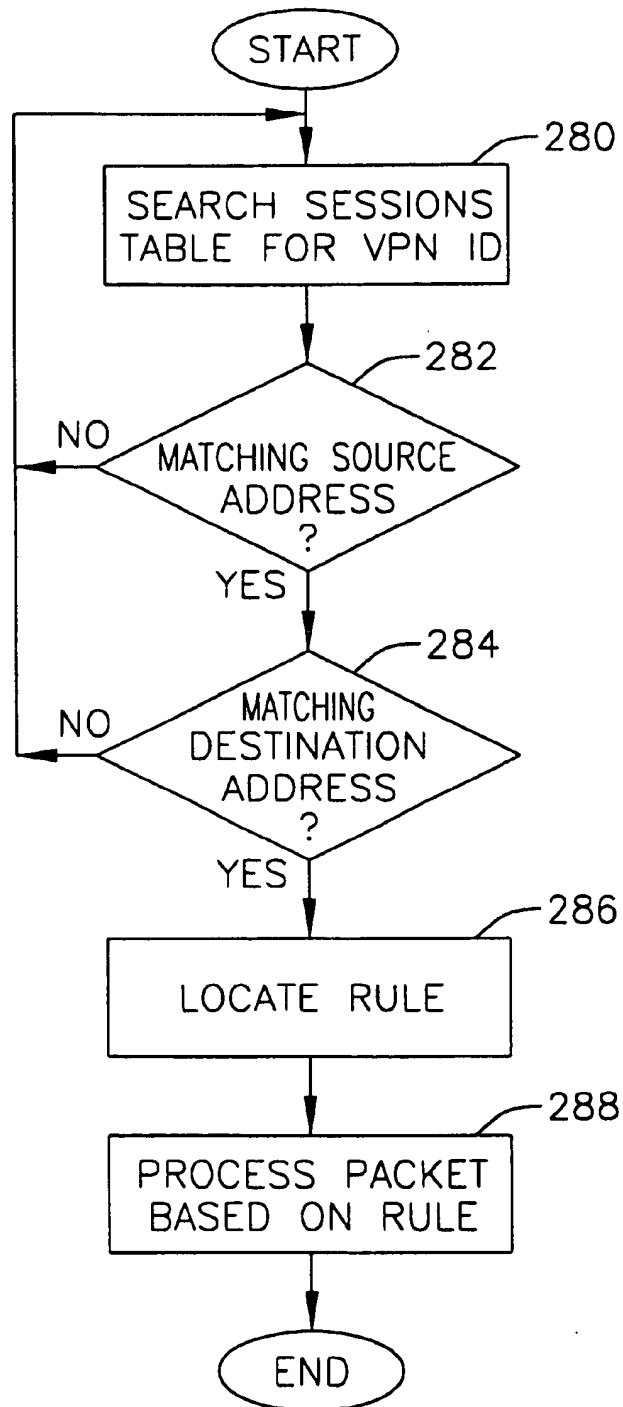 START
280
SEARCH SESSIONS
TABLE FOR VPN ID
282
NO
MATCHING SOURCE
ADDRESS
?
YES
284
NO
MATCHING
DESTINATION
ADDRESS
?
YES
286
LOCATE RULE
288
PROCESS PACKET
BASED ON RULE
END